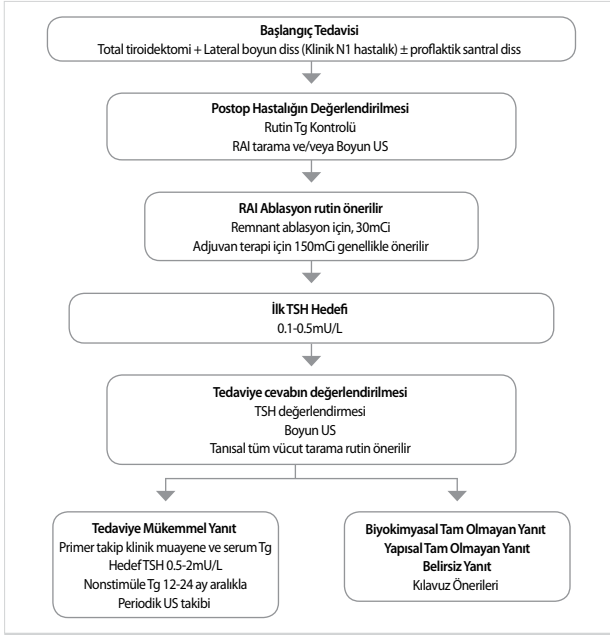 Başlangıç Tedavisi
Total tiroidektomi + Lateral boyun diss (Klinik N1 hastalık) ± proflaktik santral diss
Postop Hastalığın Değerlendirilmesi
Rutin Tg Kontrolü
RAI tarama ve/veya Boyun US
RAI Ablasyon rutin önerilir
Remnant ablasyon için, 30mCi
Adjuvan terapi için 150mCi genellikle önerilir
İlk TSH Hedefi
0.1-0.5mU/L
Tedaviye cevabın değerlendirilmesi
TSH değerlendirmesi
Boyun US
Tanısal tüm vücut tarama rutin önerilir
Tedaviye Mükemmel Yanıt
Primer takip klinik muayene ve serum Tg
Hedef TSH 0.5-2mU/L
Nonstimüle Tg 12-24 ay aralıkla
Periodik US takibi
Biyokimyasal Tam Olmayan Yanıt
Yapısal Tam Olmayan Yanıt
Belirsiz Yanıt
Kılavuz Önerileri